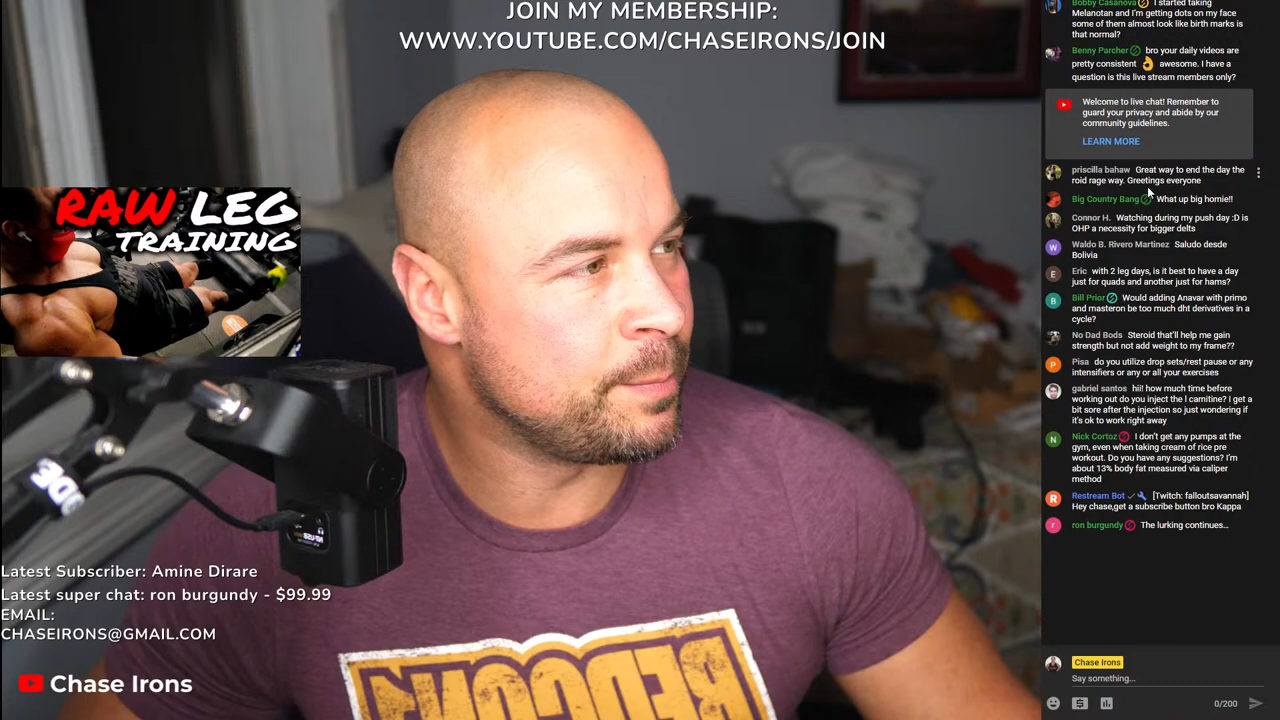 JOIN MY MEMBERSHIP:
WWW.YOUTUBE.COM/CHASEIRONS/JOIN
RAW LEG
TRAINING
Latest Subscriber: Amine Dirare
Latest super chat: ron burgundy - $99.99
EMAIL:
CHASEIRONS@GMAIL.COM
Chase Irons
REDCON1
RØDE
Bobby Casanova I started taking
Melanotan and I'm getting dots on my face
some of them almost look like birth marks is
that normal?
Benny Parcher bro your daily videos are
pretty consistent 👌 awesome. I have a
question is this live stream members only?
Welcome to live chat! Remember to
guard your privacy and abide by our
community guidelines.
LEARN MORE
priscilla bahaw Great way to end the day the
roid rage way. Greetings everyone
Big Country Bang What up big homie!!
Connor H. Watching during my push day :D is
OHP a necessity for bigger delts
W
Waldo B. Rivero Martinez Saludo desde
Bolivia
E
Eric with 2 leg days, is it best to have a day
just for quads and another just for hams?
B
Bill Prior Would adding Anavar with primo
and masteron be too much dht derivatives in a
cycle?
No Dad Bods Steroid that'll help me gain
strength but not add weight to my frame??
P
Pisa do you utilize drop sets/rest pause or any
intensifiers or any or all your exercises
gabriel santos hii! how much time before
working out do you inject the l carnitine? I get a
bit sore after the injection so just wondering if
it's ok to work right away
N
Nick Cortoz I don't get any pumps at the
gym, even when taking cream of rice pre
workout. Do you have any suggestions? I'm
about 13% body fat measured via caliper
method
R
Restream Bot [Twitch: falloutsavannah]
Hey chase,get a subscribe button bro Kappa
r
ron burgundy The lurking continues...
Chase Irons
Say something...
0/200